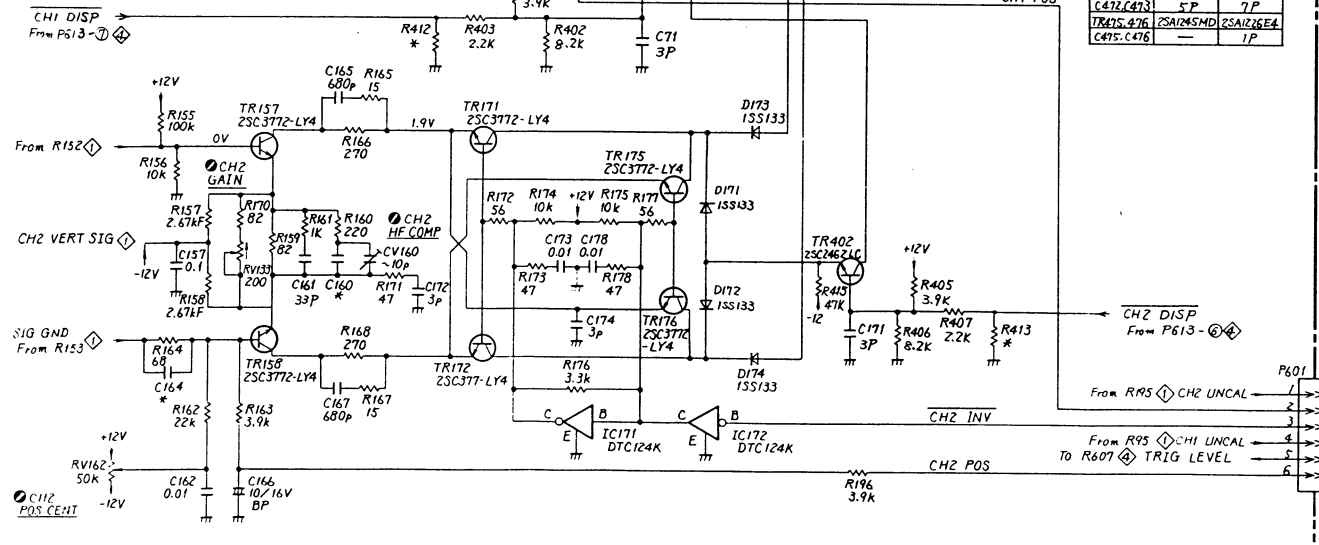 CH1 DISP
From P613-⑦④
3.9K
R412
*
R403
2.2K
R402
8.2K
C71
3P
C472,C473 5P 7P
TR475,476 2SA1245MD 2SA1226E4
C475,C476 — 1P
+12V
R155
100k
C165
680p
R165
15
TR157
2SC3772-LY4
R166
270
1.9V
TR171
2SC3772-LY4
D173
1SS133
From R152①
0V
R156
10k
CH2
GAIN
TR175
2SC3772-LY4
R157
2.67kF
R170
82
R161
1K
R160
220
CH2
HF COMP
R172
56
R174
10k
+12V
R175
10k
R177
56
D171
1SS133
CH2 VERT SIG①
-12V
C157
0.1
R159
82
RV133
200
CV160
~10p
C173
0.01
C178
0.01
TR402
2SC2462LC
+12V
R158
2.67kF
C161
33P
C160
*
R171
47
C172
3p
R173
47
R178
47
R415
47K
-12
R405
3.9K
D172
1SS133
C174
3p
TR176
2SC3772
-LY4
C171
3P
R406
8.2K
R407
2.2K
R413
*
CH2 DISP
From P613-⑥④
SIG GND
From R153①
R164
68
C164
*
TR158
2SC3772-LY4
R168
270
C167
680p
R167
15
TR172
2SC377-LY4
R176
3.3k
D174
1SS133
P601
R162
22k
R163
3.9k
C
B
E
IC171
DTC124K
C
B
E
IC172
DTC124K
From R195① CH2 UNCAL 1
2
CH2 INV 3
From R95① CH1 UNCAL 4
To R607④ TRIG LEVEL 5
CH2 POS 6
+12V
RV162
50K
-12V
C112
POS CENT
C162
0.01
C166
10/16V
BP
R196
3.9k